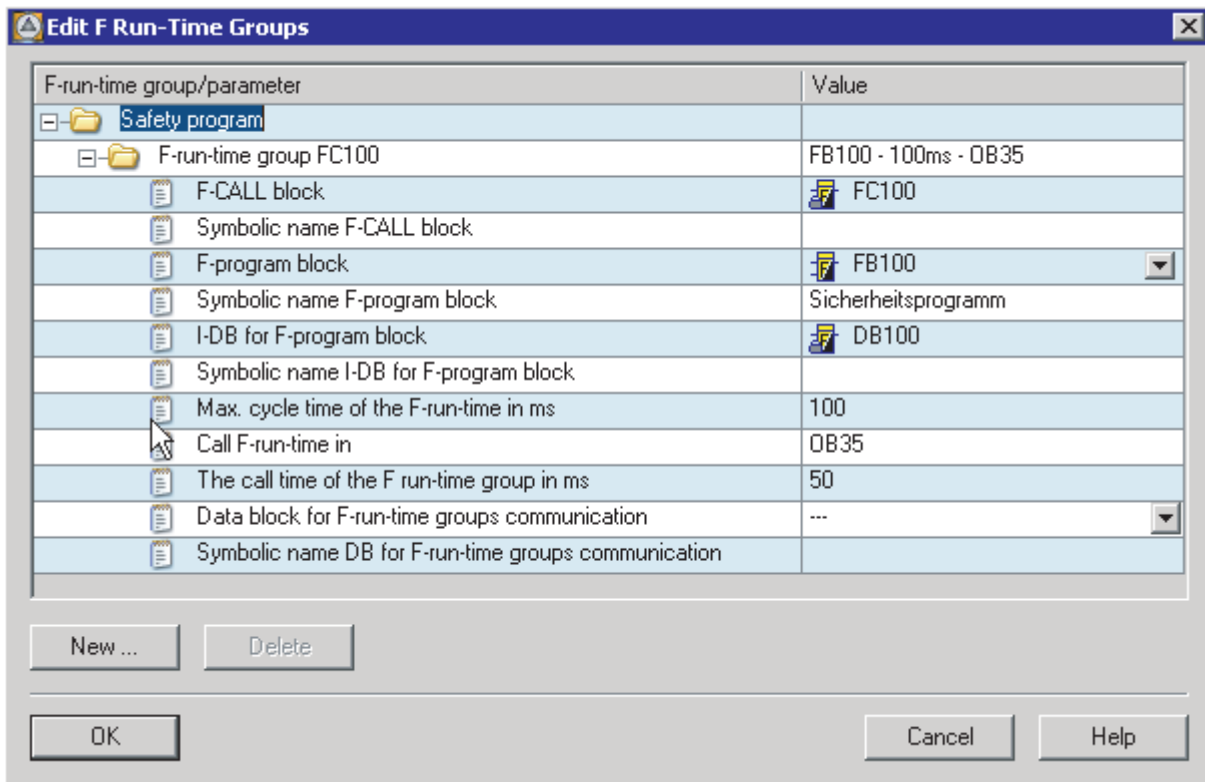 Edit F Run-Time Groups
F-run-time group/parameter Value
Safety program
F-run-time group FC100 FB100 - 100ms - OB35
F-CALL block FC100
Symbolic name F-CALL block
F-program block FB100
Symbolic name F-program block Sicherheitsprogramm
I-DB for F-program block DB100
Symbolic name I-DB for F-program block
Max. cycle time of the F-run-time in ms 100
Call F-run-time in OB35
The call time of the F run-time group in ms 50
Data block for F-run-time groups communication ---
Symbolic name DB for F-run-time groups communication
New ... Delete
OK Cancel Help